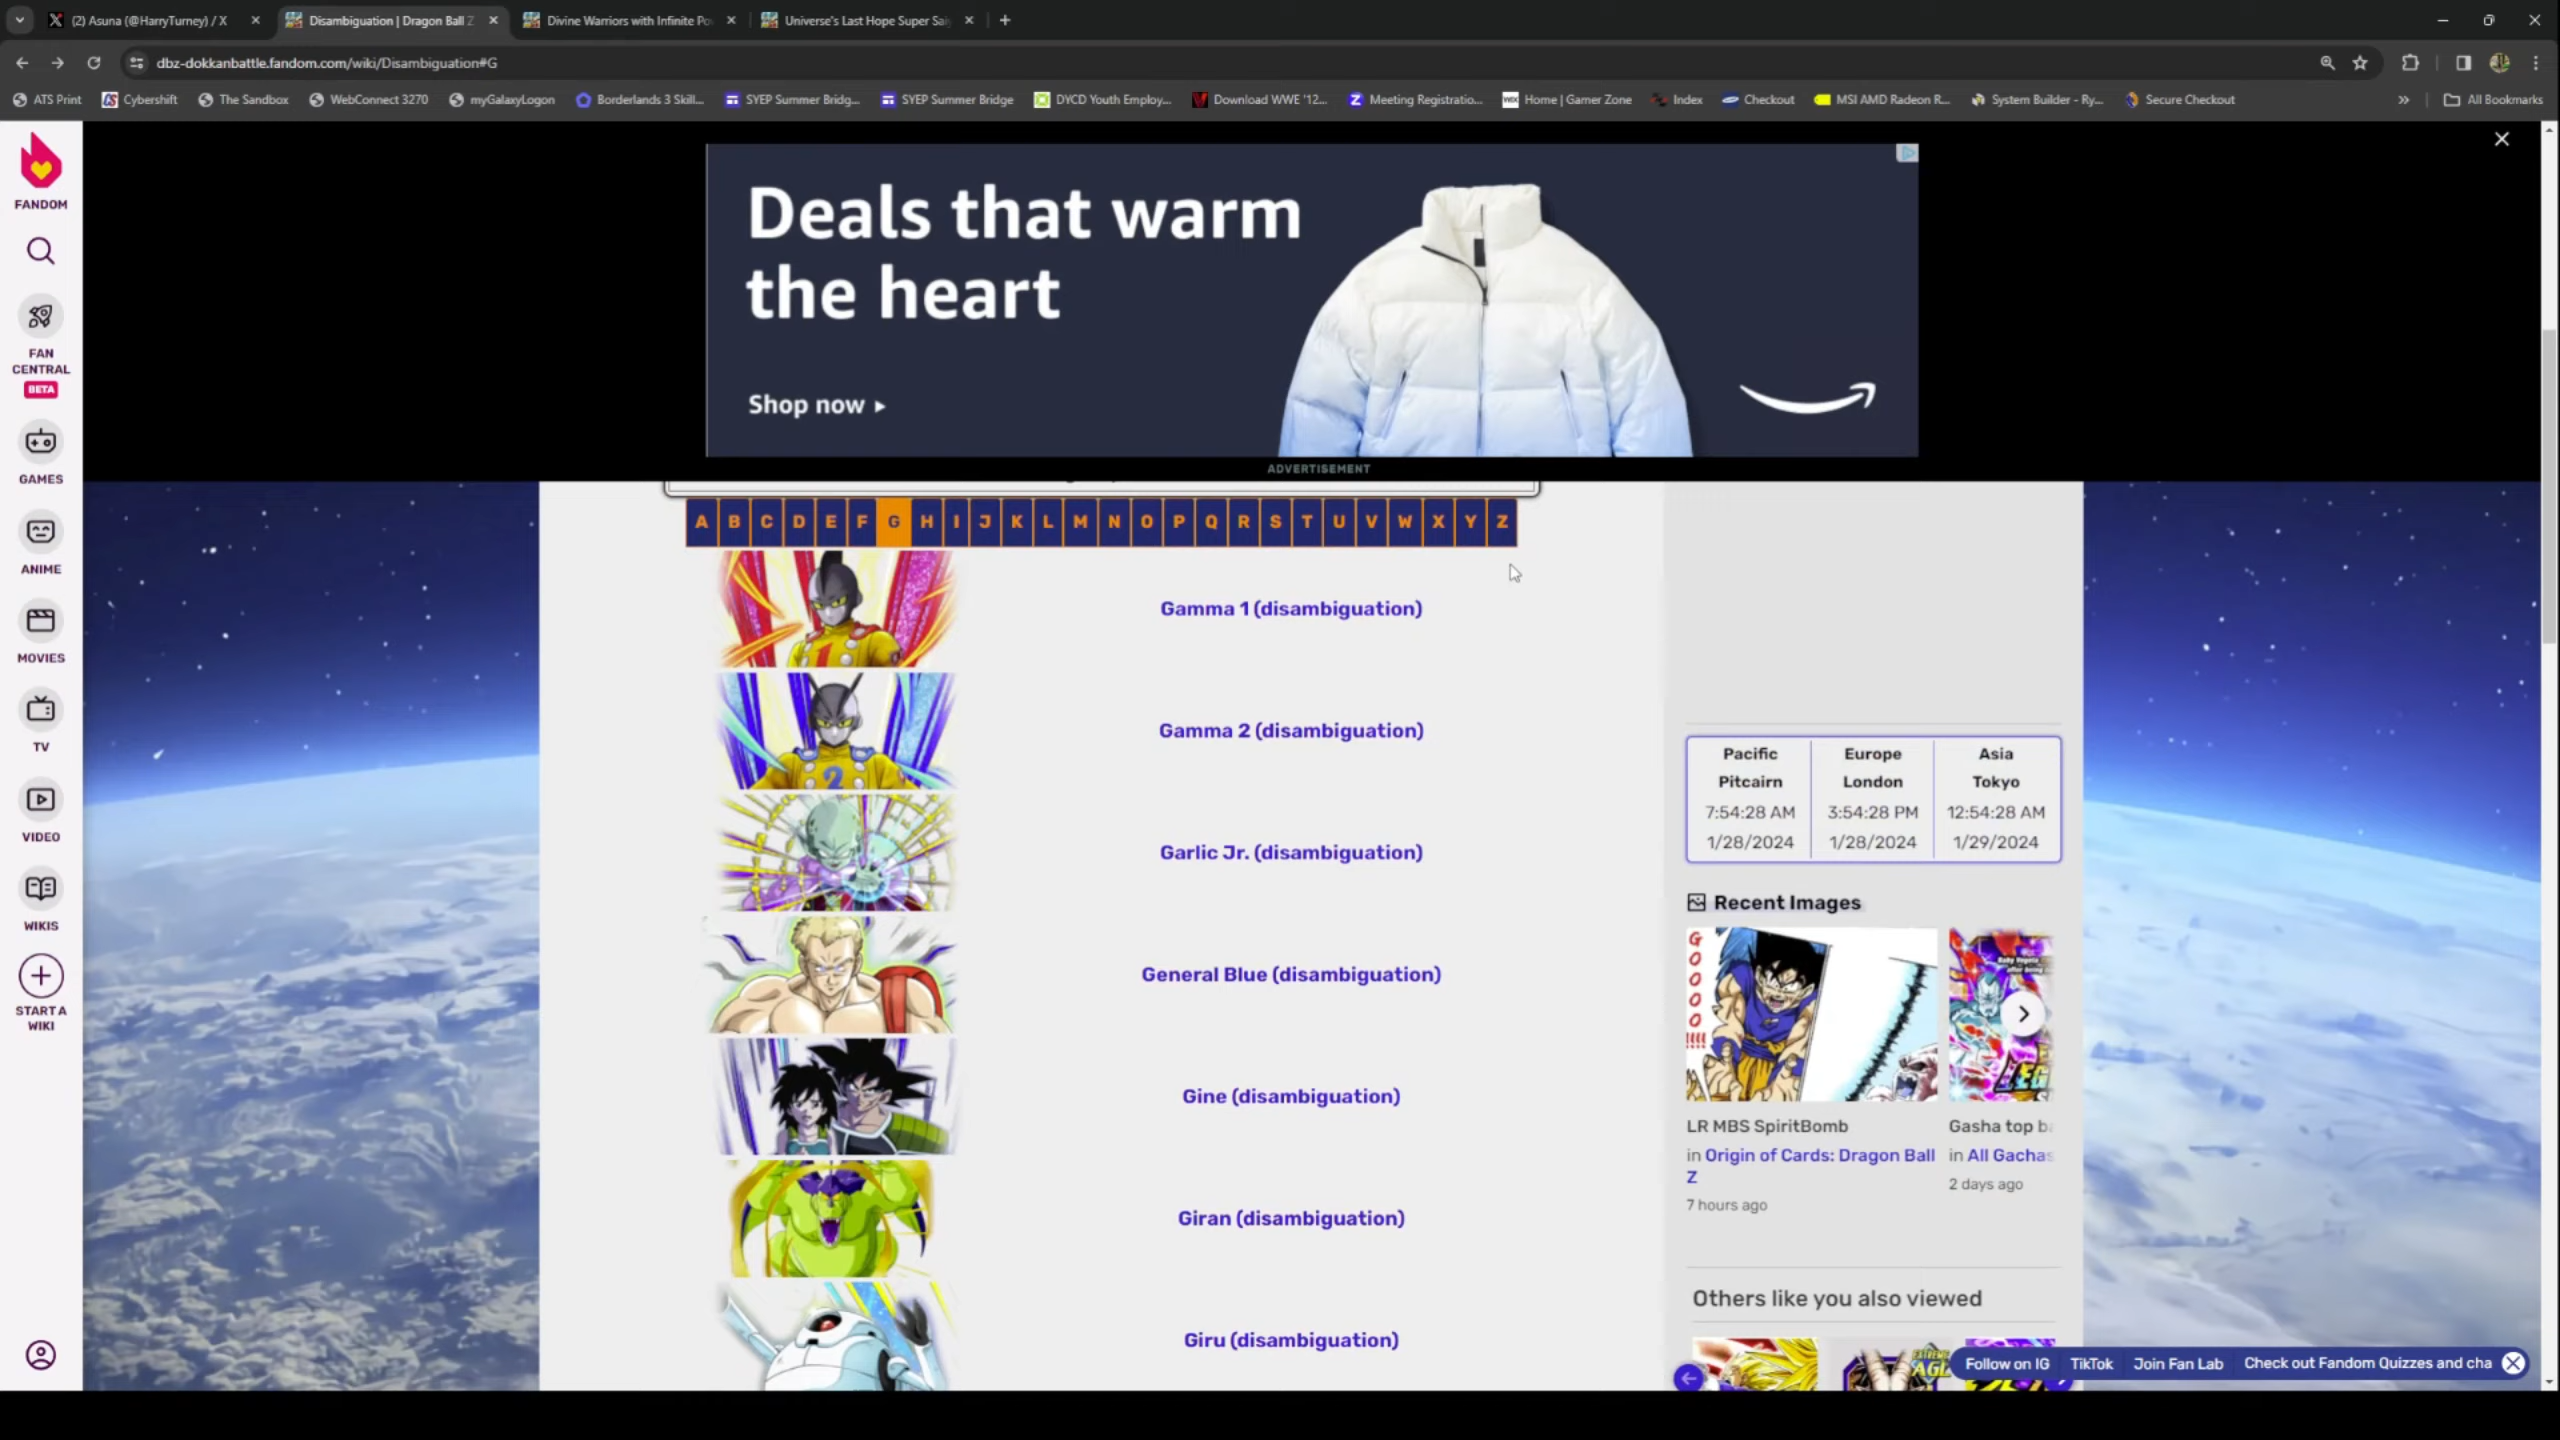 (2) Asuna (@HarryTurney) / X
Disambiguation | Dragon Ball Z
Divine Warriors with Infinite Po
Universe's Last Hope Super Sai
dbz-dokkanbattle.fandom.com/wiki/Disambiguation#G
ATS Print
Cybershift
The Sandbox
WebConnect 3270
myGalaxyLogon
Borderlands 3 Skill...
SYEP Summer Bridg...
SYEP Summer Bridge
DYCD Youth Employ...
Download WWE '12...
Meeting Registratio...
Home | Gamer Zone
Index
Checkout
MSI AMD Radeon R...
System Builder - Ry...
Secure Checkout
All Bookmarks
FANDOM
FAN
CENTRAL
BETA
GAMES
ANIME
MOVIES
TV
VIDEO
WIKIS
START A
WIKI
Deals that warm
the heart
Shop now
ADVERTISEMENT
A B C D E F G H I J K L M N O P Q R S T U V W X Y Z
Gamma 1 (disambiguation)
Gamma 2 (disambiguation)
Garlic Jr. (disambiguation)
General Blue (disambiguation)
Gine (disambiguation)
Giran (disambiguation)
Giru (disambiguation)
Pacific Europe Asia
Pitcairn London Tokyo
7:54:28 AM 3:54:28 PM 12:54:28 AM
1/28/2024 1/28/2024 1/29/2024
Recent Images
GOOOO!!!!
LR MBS SpiritBomb
in Origin of Cards: Dragon Ball
Z
7 hours ago
Gasha top ba
in All Gachas
2 days ago
Others like you also viewed
Follow on IG
TikTok
Join Fan Lab
Check out Fandom Quizzes and cha